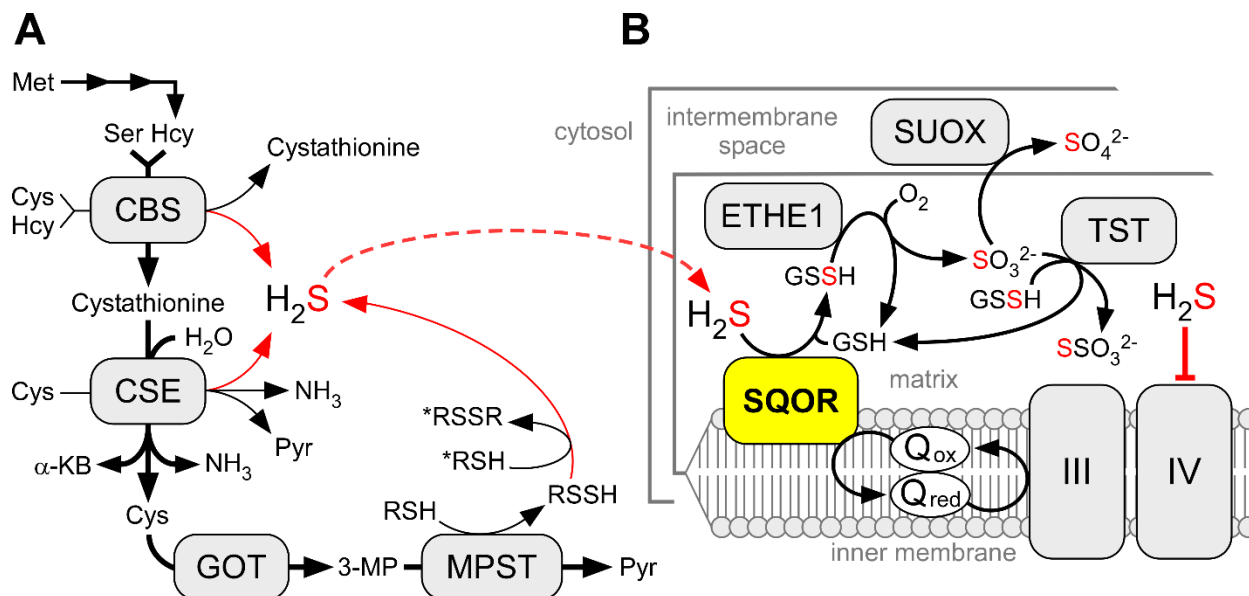 A
Met
Ser Hcy
Cystathionine
Cys
Hcy
CBS
Cystathionine
H₂S
H₂O
Cys
CSE
NH₃
Pyr
α-KB
NH₃
Cys
*RSSR
*RSH
RSSH
RSH
GOT
3-MP
MPST
Pyr
B
cytosol
intermembrane
space
SUOX
SO₄²⁻
ETHE1
O₂
TST
SO₃²⁻
GSSH
GSSH
H₂S
H₂S
GSH
SSO₃²⁻
matrix
SQOR
Qox
Qred
III
IV
inner membrane